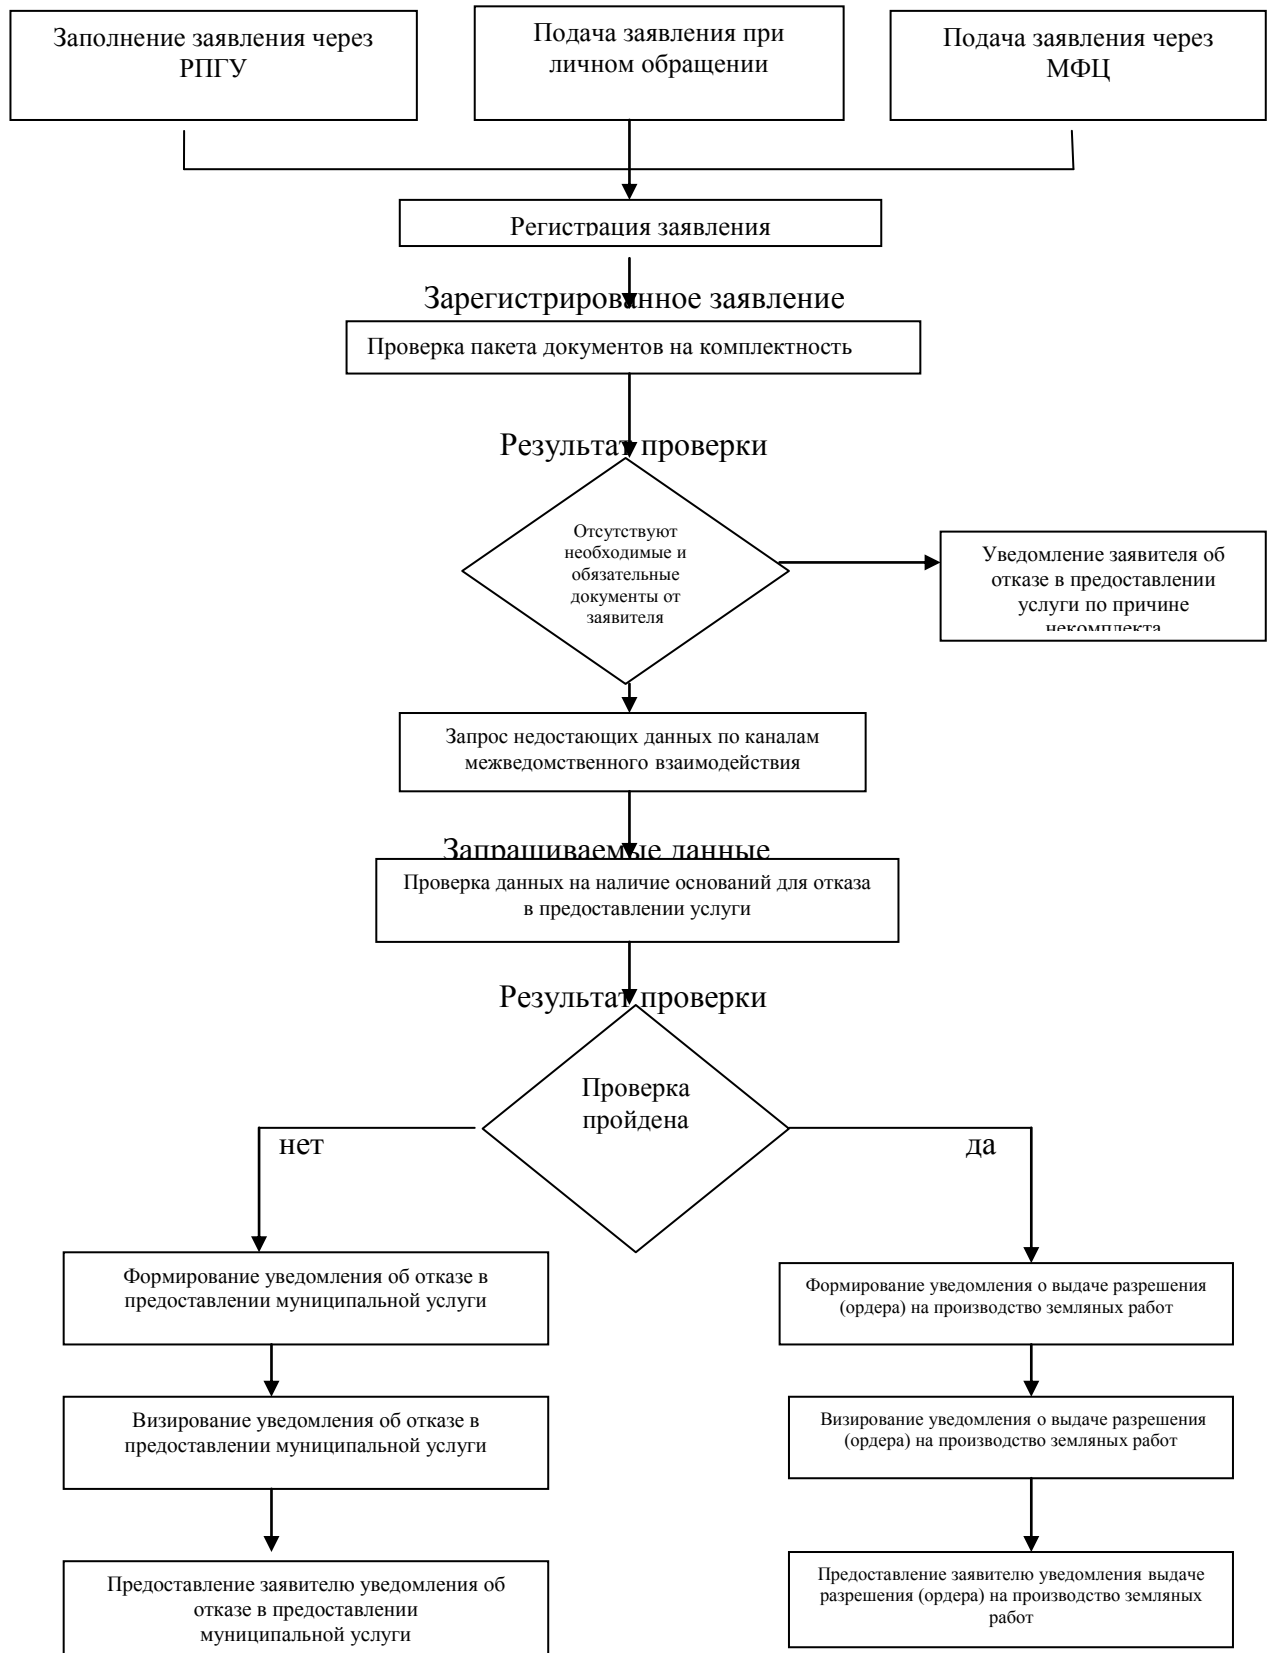 Заполнение заявления через
РПГУ
Подача заявления при
личном обращении
Подача заявления через
МФЦ
Регистрация заявления
Зарегистрированное заявление
Проверка пакета документов на комплектность
Результат проверки
Отсутствуют
необходимые и
обязательные
документы от
заявителя
Уведомление заявителя об
отказе в предоставлении
услуги по причине
некомплекта
Запрос недостающих данных по каналам
межведомственного взаимодействия
Запрашиваемые данные
Проверка данных на наличие оснований для отказа
в предоставлении услуги
Результат проверки
Проверка
пройдена
нет
да
Формирование уведомления об отказе в
предоставлении муниципальной услуги
Формирование уведомления о выдаче разрешения
(ордера) на производство земляных работ
Визирование уведомления об отказе в
предоставлении муниципальной услуги
Визирование уведомления о выдаче разрешения
(ордера) на производство земляных работ
Предоставление заявителю уведомления об
отказе в предоставлении
муниципальной услуги
Предоставление заявителю уведомления выдаче
разрешения (ордера) на производство земляных
работ